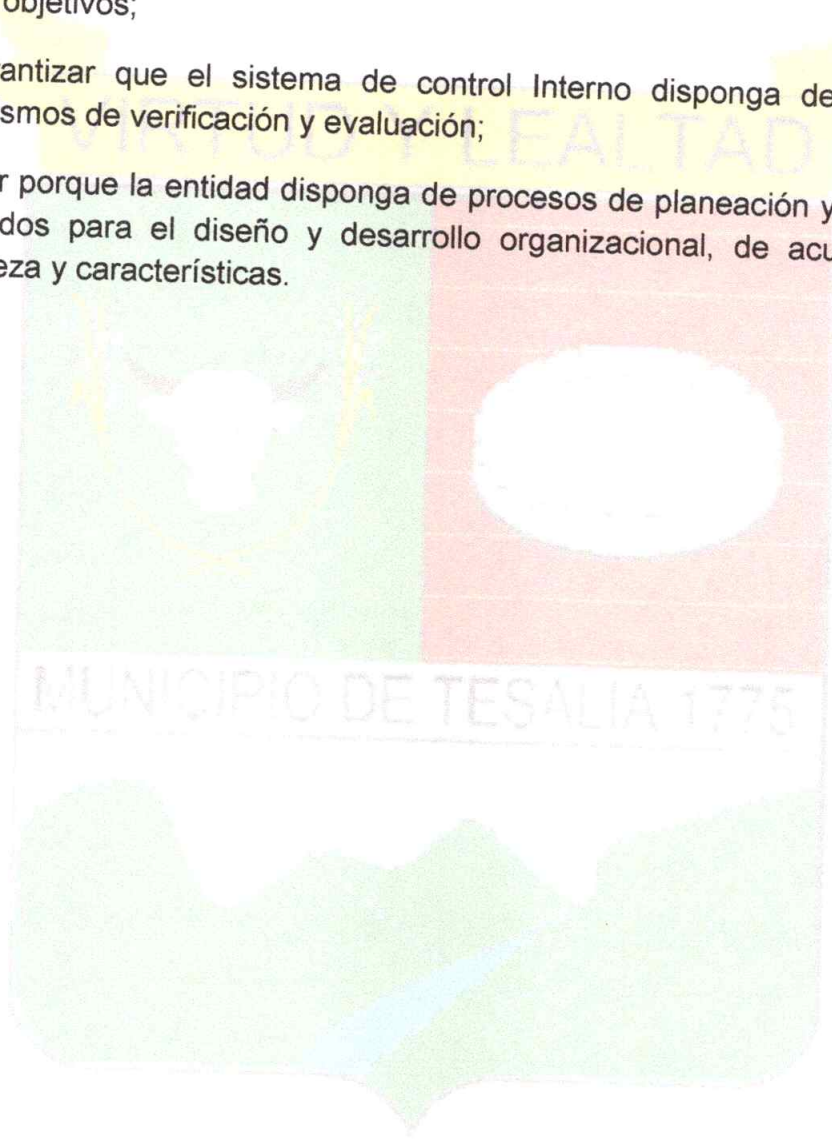 objetivos;
antizar que el sistema de control Interno disponga de
smos de verificación y evaluación;
VIRTUD Y LEALTAD
r porque la entidad disponga de procesos de planeación y
dos para el diseño y desarrollo organizacional, de acu
eza y características.
MUNICIPIO DE TESALIA 1775